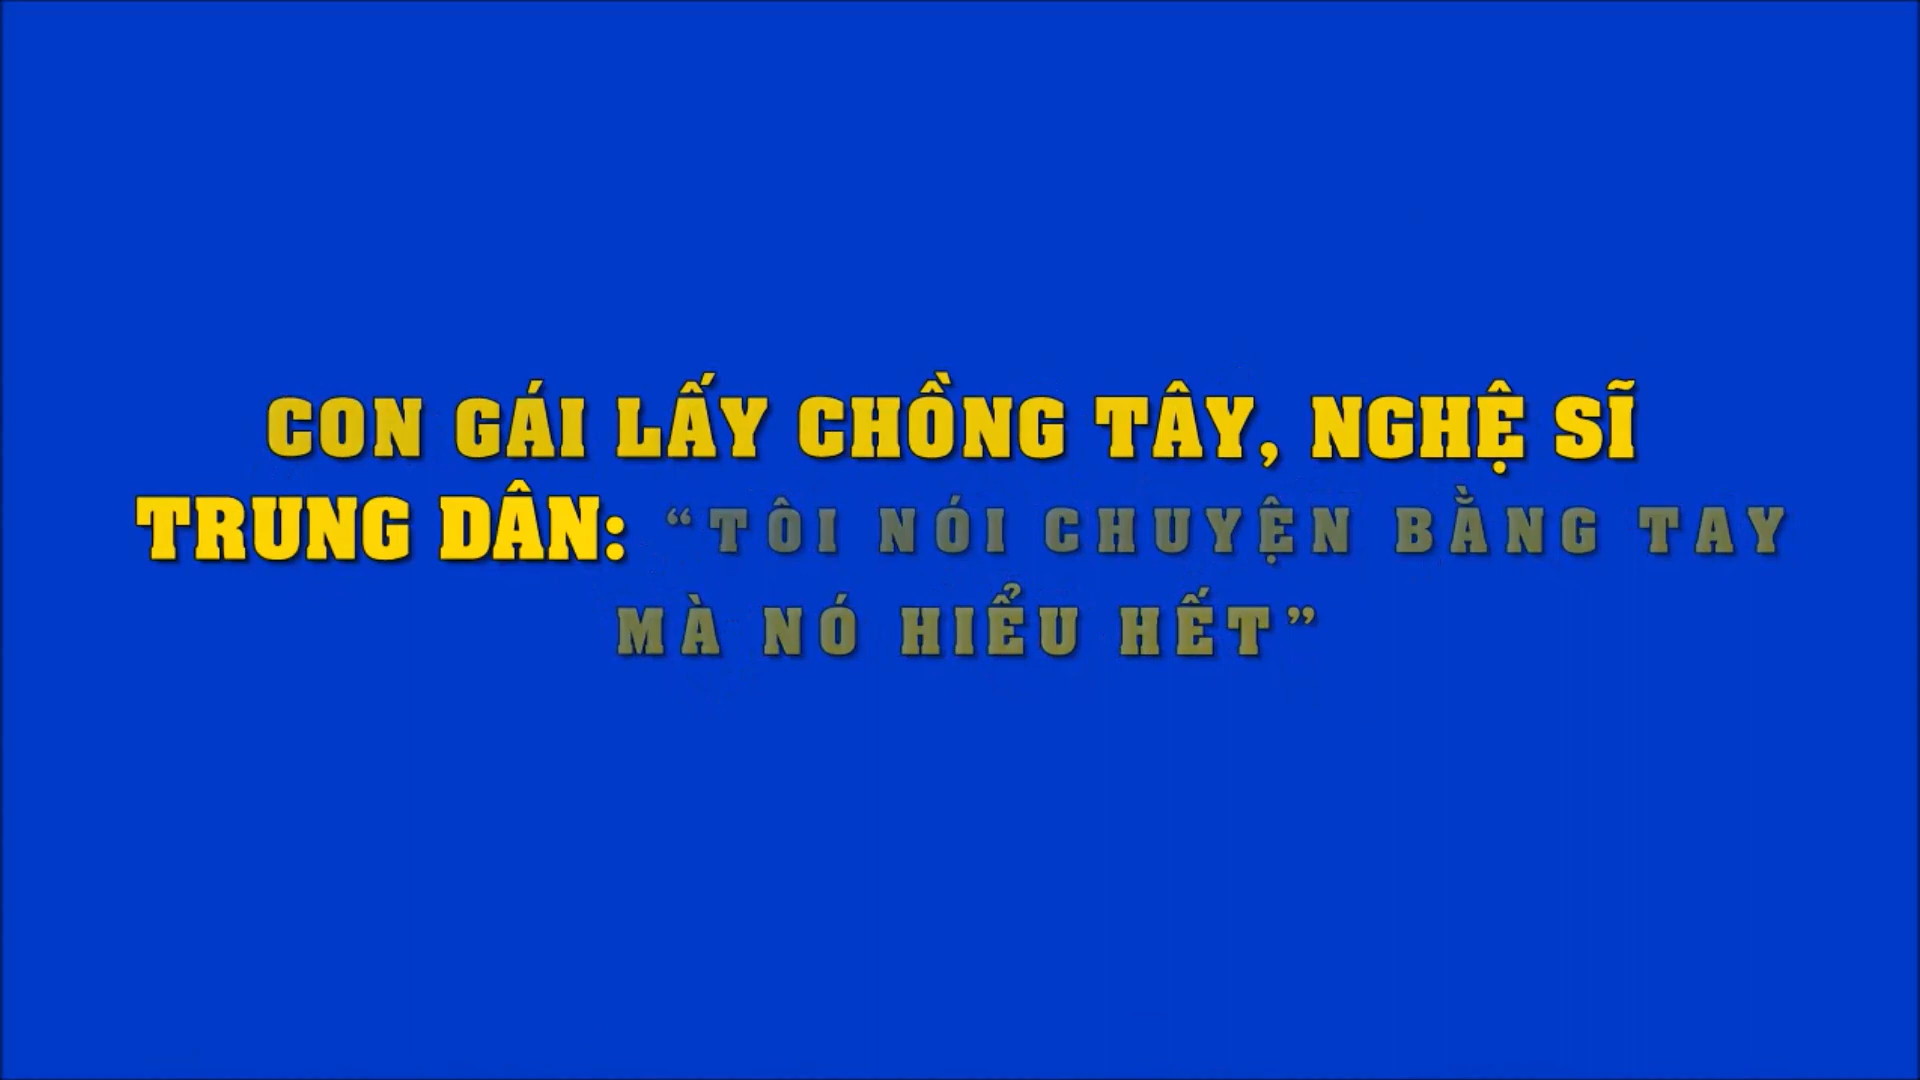 CON GÁI LẤY CHỒNG TÂY, NGHỆ SĨ
TRUNG DÂN: “TÔI NÓI CHUYỆN BẰNG TAY
MÀ NÓ HIỂU HẾT”